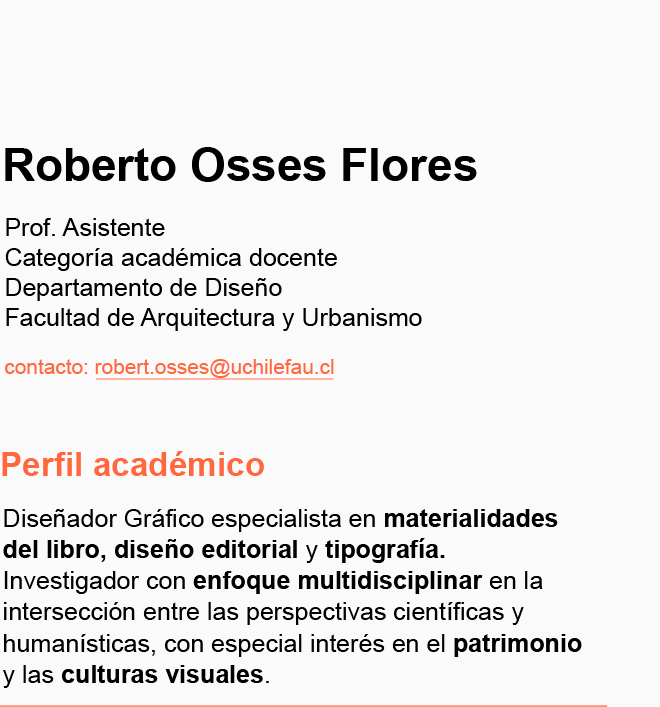 Roberto Osses Flores
Prof. Asistente
Categoría académica docente
Departamento de Diseño
Facultad de Arquitectura y Urbanismo
contacto: robert.osses@uchilefau.cl
Perfil académico
Diseñador Gráfico especialista en materialidades
del libro, diseño editorial y tipografía.
Investigador con enfoque multidisciplinar en la
intersección entre las perspectivas científicas y
humanísticas, con especial interés en el patrimonio
y las culturas visuales.